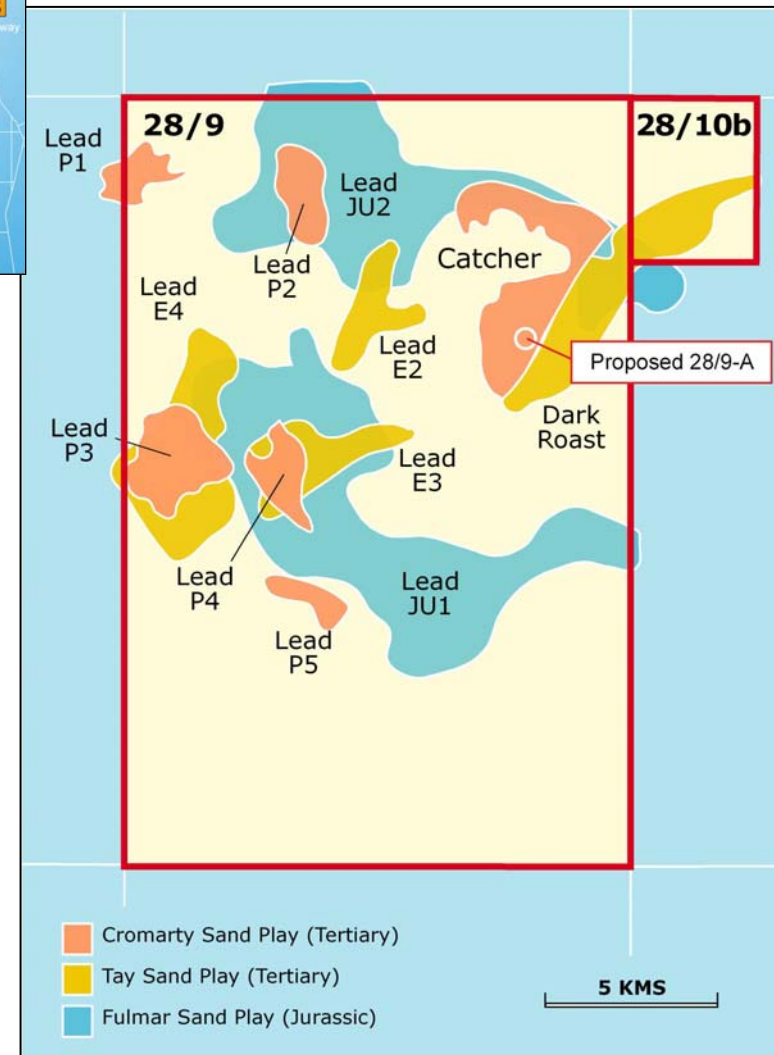 way
28/9
28/10b
Lead
P1
Lead
JU2
Lead
P2
Catcher
Lead
E4
Lead
E2
Proposed 28/9-A
Dark
Roast
Lead
P3
Lead
E3
Lead
P4
Lead
JU1
Lead
P5
Cromarty Sand Play (Tertiary)
Tay Sand Play (Tertiary)
Fulmar Sand Play (Jurassic)
5 KMS